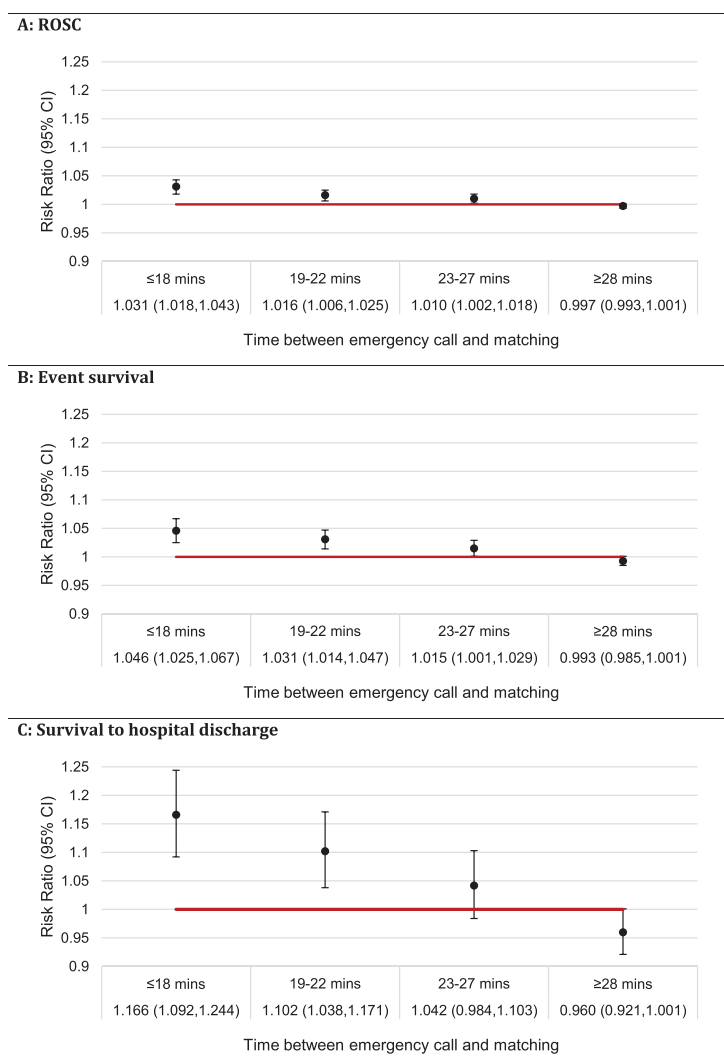 A: ROSC
Risk Ratio (95% CI)
1.25
1.2
1.15
1.1
1.05
1
0.95
0.9
≤18 mins 19-22 mins 23-27 mins ≥28 mins
1.031 (1.018,1.043) 1.016 (1.006,1.025) 1.010 (1.002,1.018) 0.997 (0.993,1.001)
Time between emergency call and matching
B: Event survival
Risk Ratio (95% CI)
1.25
1.2
1.15
1.1
1.05
1
0.95
0.9
≤18 mins 19-22 mins 23-27 mins ≥28 mins
1.046 (1.025,1.067) 1.031 (1.014,1.047) 1.015 (1.001,1.029) 0.993 (0.985,1.001)
Time between emergency call and matching
C: Survival to hospital discharge
Risk Ratio (95% CI)
1.25
1.2
1.15
1.1
1.05
1
0.95
0.9
≤18 mins 19-22 mins 23-27 mins ≥28 mins
1.166 (1.092,1.244) 1.102 (1.038,1.171) 1.042 (0.984,1.103) 0.960 (0.921,1.001)
Time between emergency call and matching